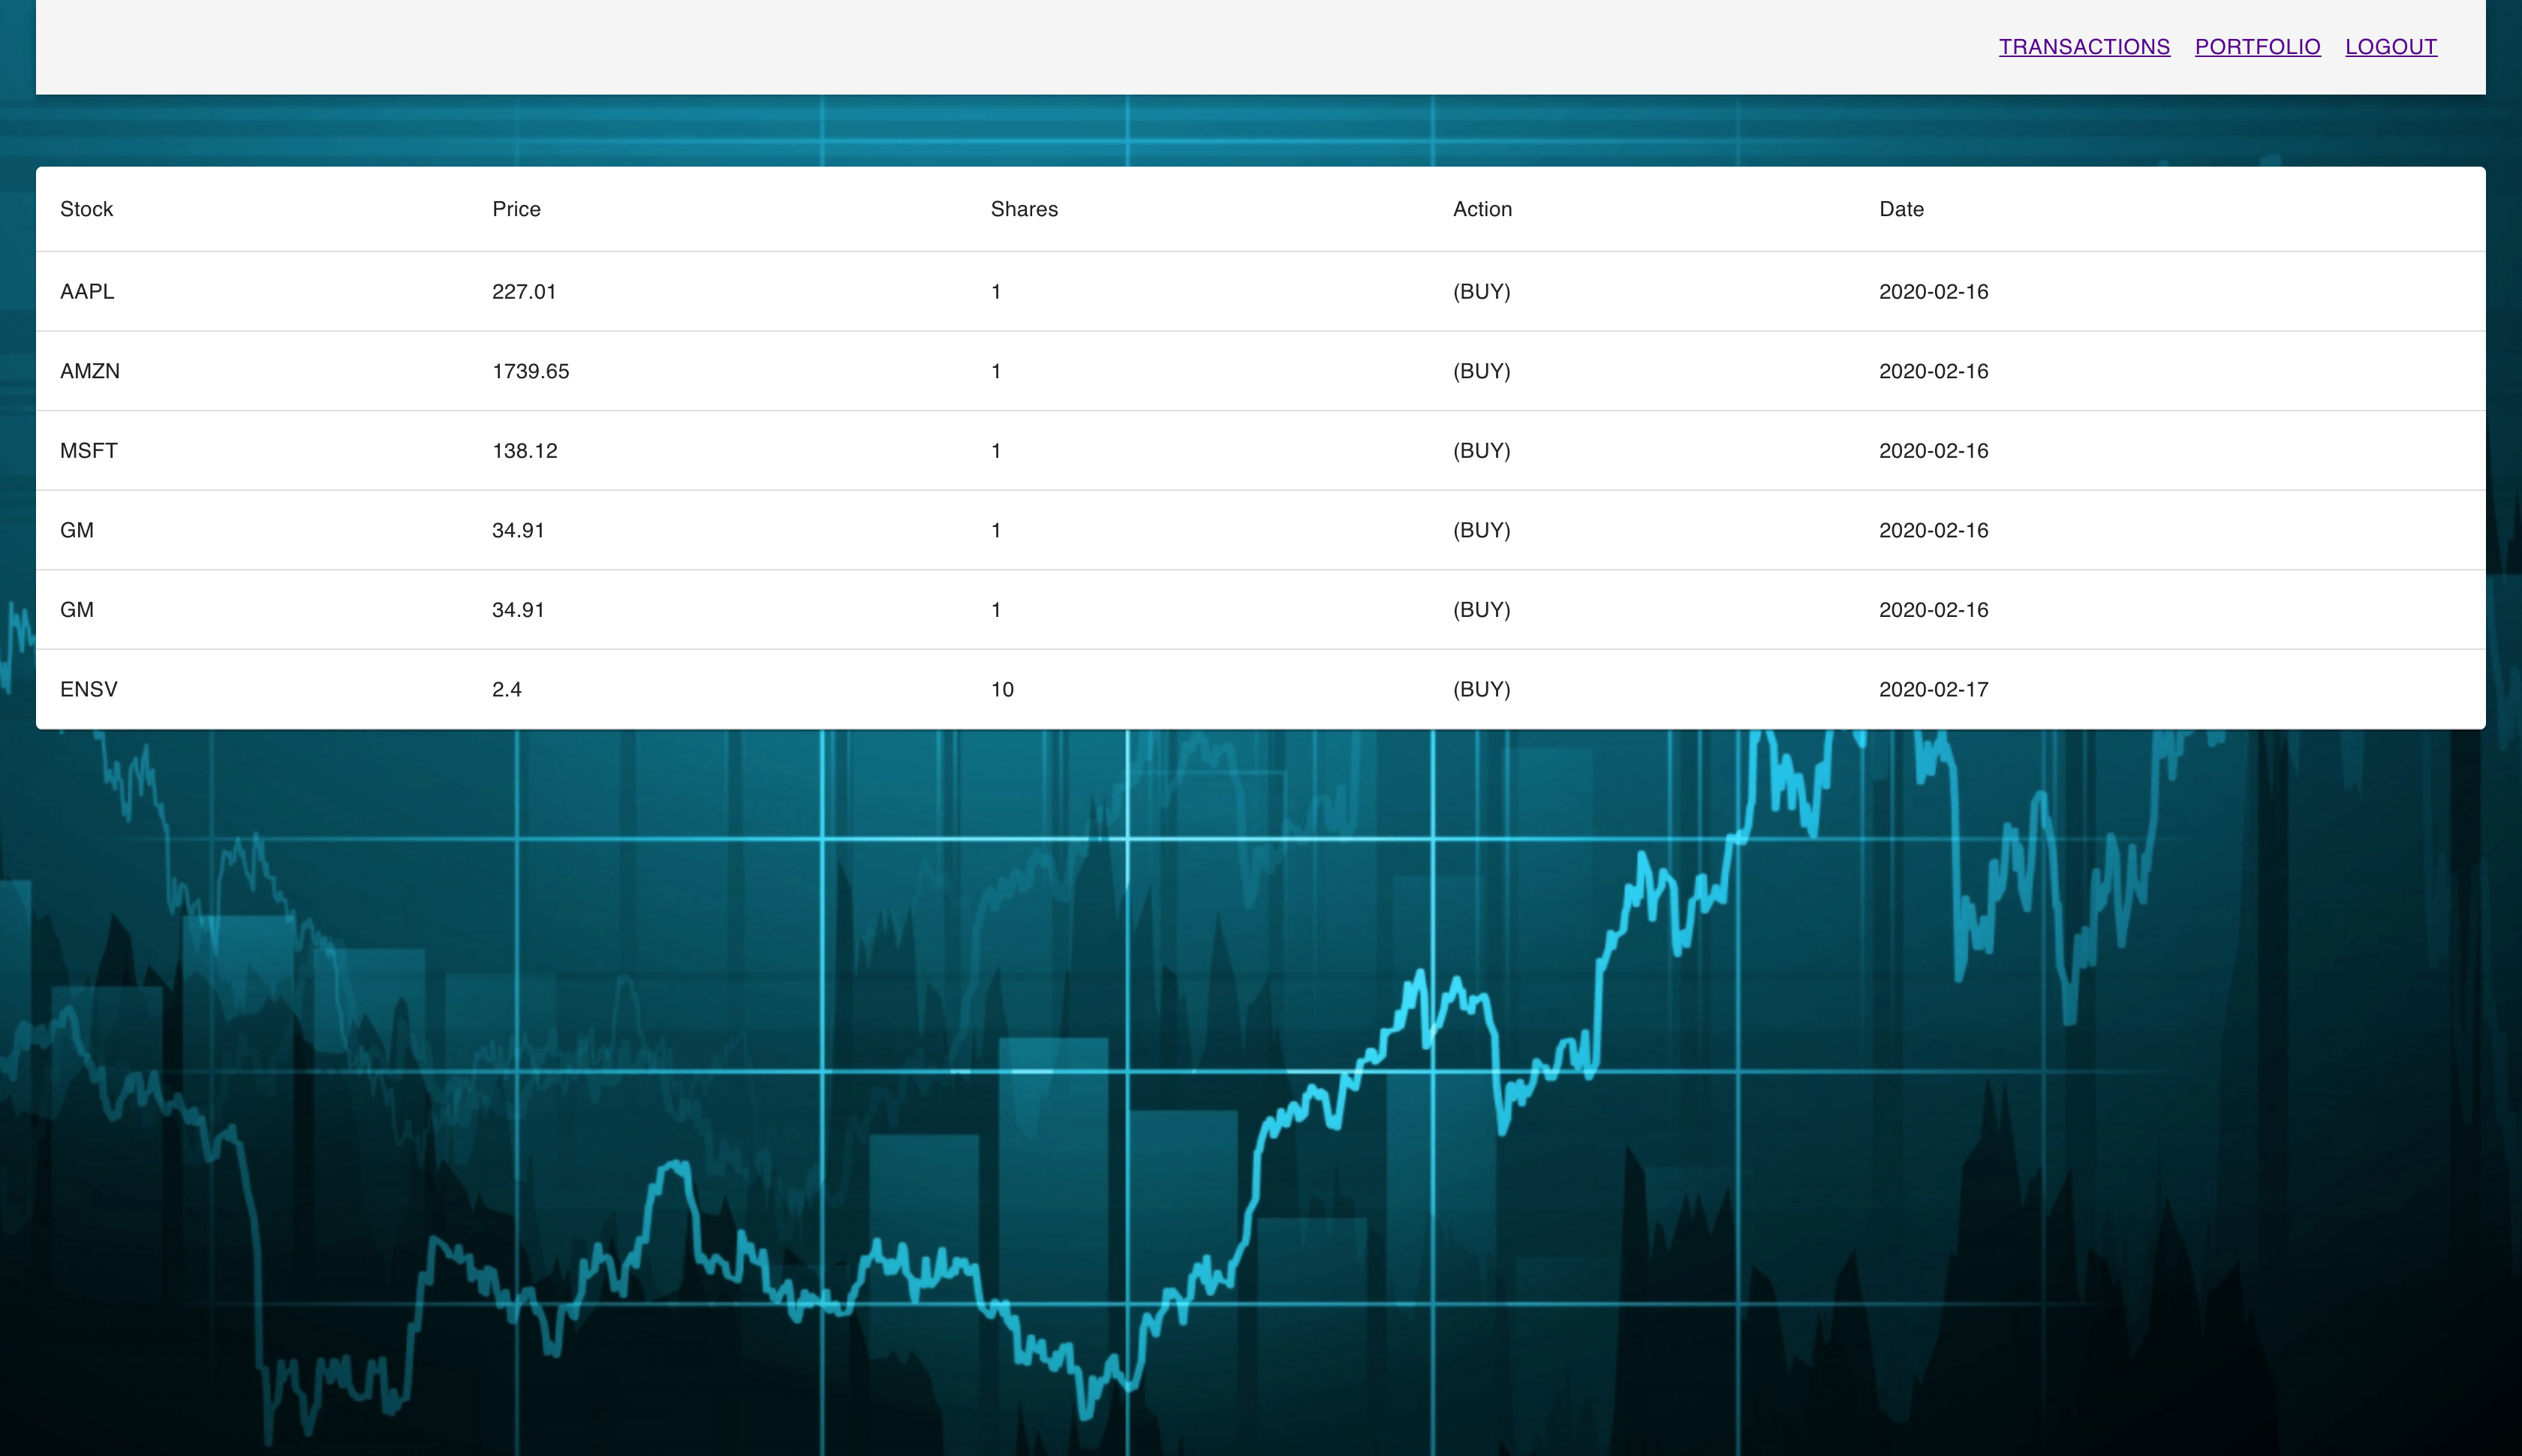 TRANSACTIONS PORTFOLIO LOGOUT
Stock Price Shares Action Date
AAPL 227.01 1 (BUY) 2020-02-16
AMZN 1739.65 1 (BUY) 2020-02-16
MSFT 138.12 1 (BUY) 2020-02-16
GM 34.91 1 (BUY) 2020-02-16
GM 34.91 1 (BUY) 2020-02-16
ENSV 2.4 10 (BUY) 2020-02-17